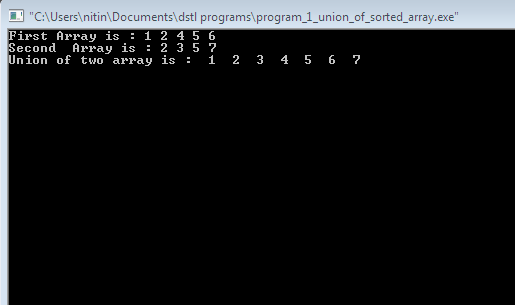 "C:\Users\nitin\Documents\dstl programs\program_1_union_of_sorted_array.exe"
First Array is : 1 2 4 5 6
Second  Array is : 2 3 5 7
Union of two array is :  1  2  3  4  5  6  7